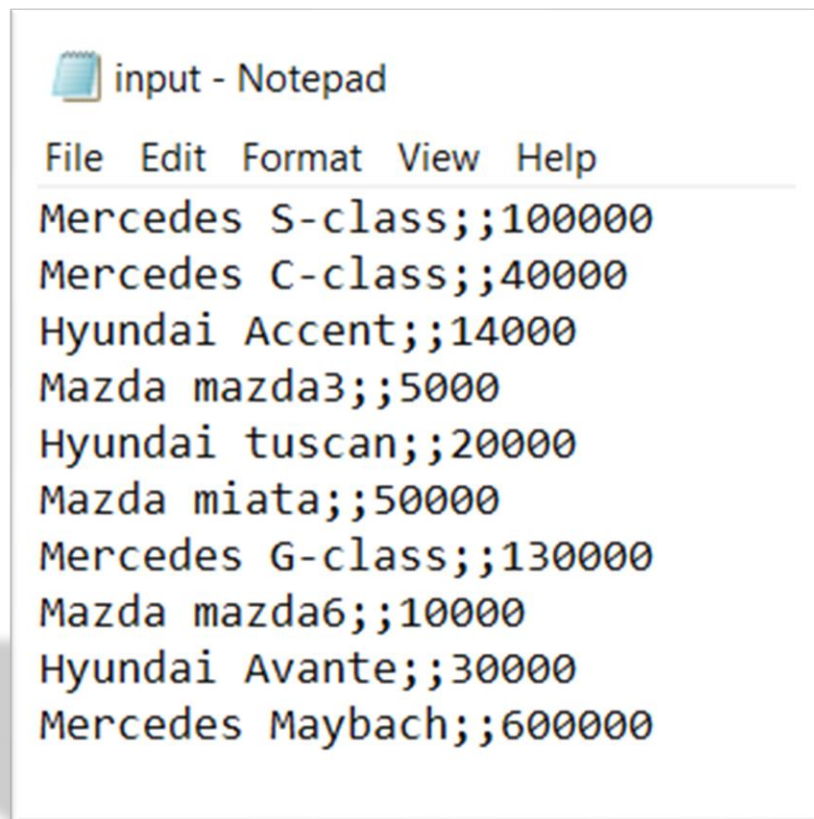 input - Notepad
File Edit Format View Help
Mercedes S-class;;100000
Mercedes C-class;;40000
Hyundai Accent;;14000
Mazda mazda3;;5000
Hyundai tuscan;;20000
Mazda miata;;50000
Mercedes G-class;;130000
Mazda mazda6;;10000
Hyundai Avante;;30000
Mercedes Maybach;;600000